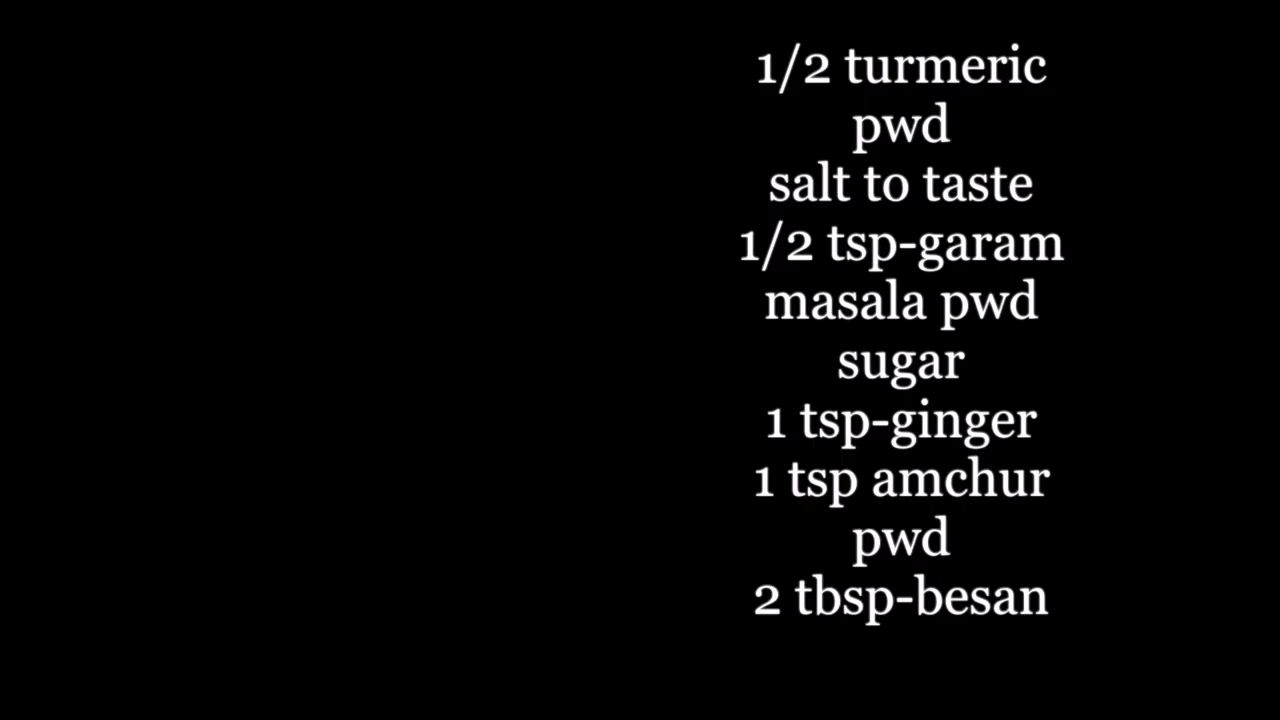 1/2 turmeric
pwd
salt to taste
1/2 tsp-garam
masala pwd
sugar
1 tsp-ginger
1 tsp amchur
pwd
2 tbsp-besan